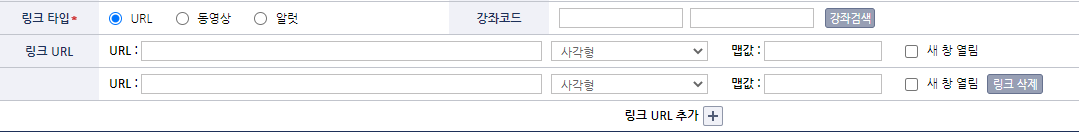 링크 타입* URL 동영상 알럿 강좌코드 강좌검색
링크 URL URL : 사각형 맵값 : 새 창 열림
URL : 사각형 맵값 : 새 창 열림 링크 삭제
링크 URL 추가 +